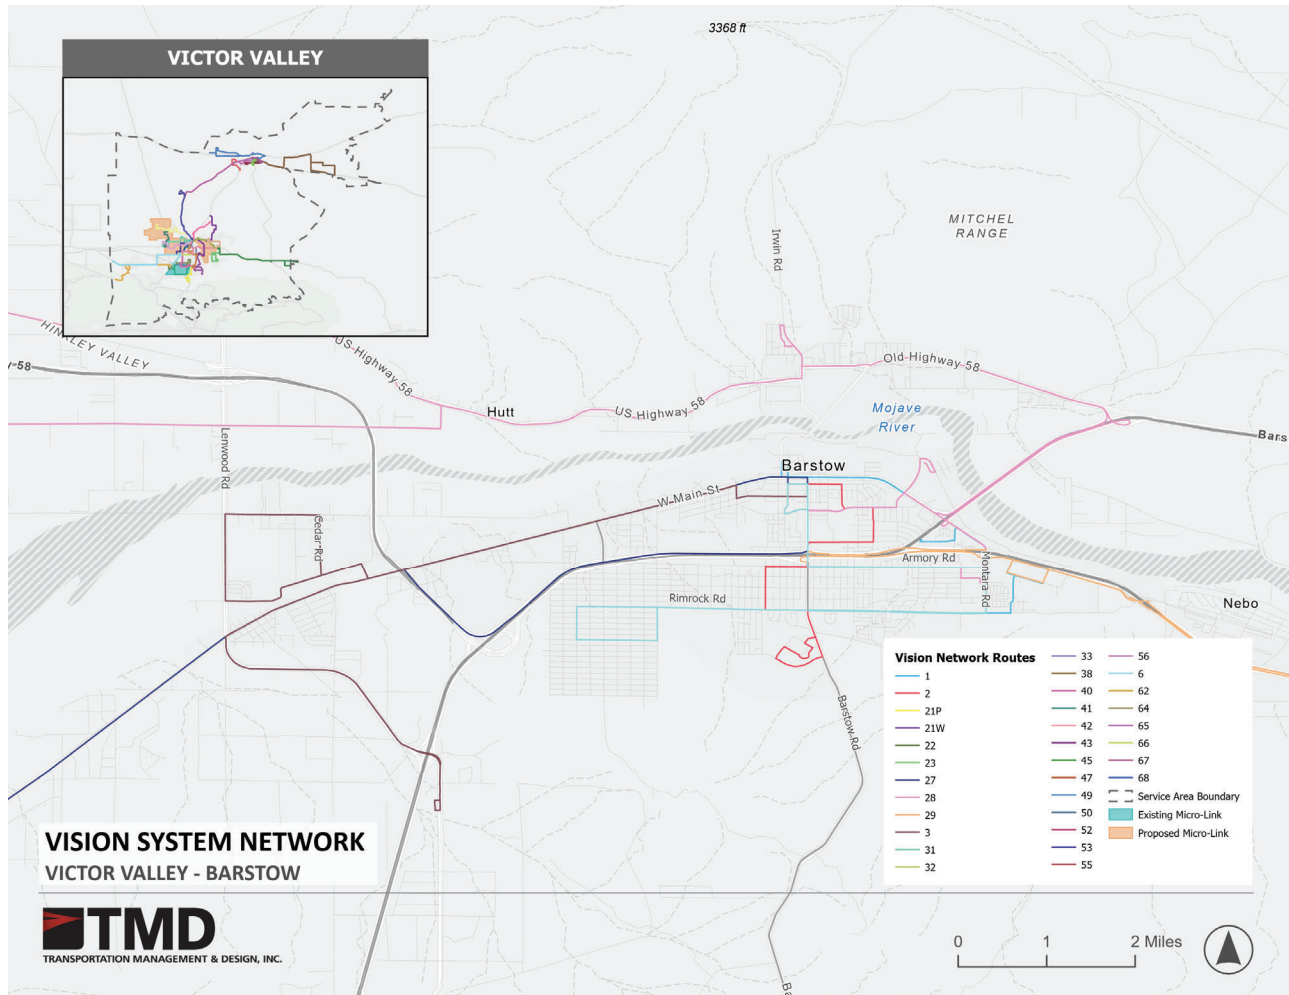 3368 ft
VICTOR VALLEY
MITCHEL
RANGE
Irwin Rd
HINKLEY VALLEY
US Highway 58
Old Highway 58
Hutt
US Highway 58
Mojave
River
Bars
Lenwood Rd
Barstow
W Main St
Cedar Rd
Armory Rd
Montara Rd
Rimrock Rd
Nebo
Barstow Rd
Vision Network Routes
1
2
21P
21W
22
23
27
28
29
3
31
32
33
38
40
41
42
43
45
47
49
50
52
53
55
56
6
62
64
65
66
67
68
Service Area Boundary
Existing Micro-Link
Proposed Micro-Link
VISION SYSTEM NETWORK
VICTOR VALLEY - BARSTOW
TMD
TRANSPORTATION MANAGEMENT & DESIGN, INC.
0 1 2 Miles